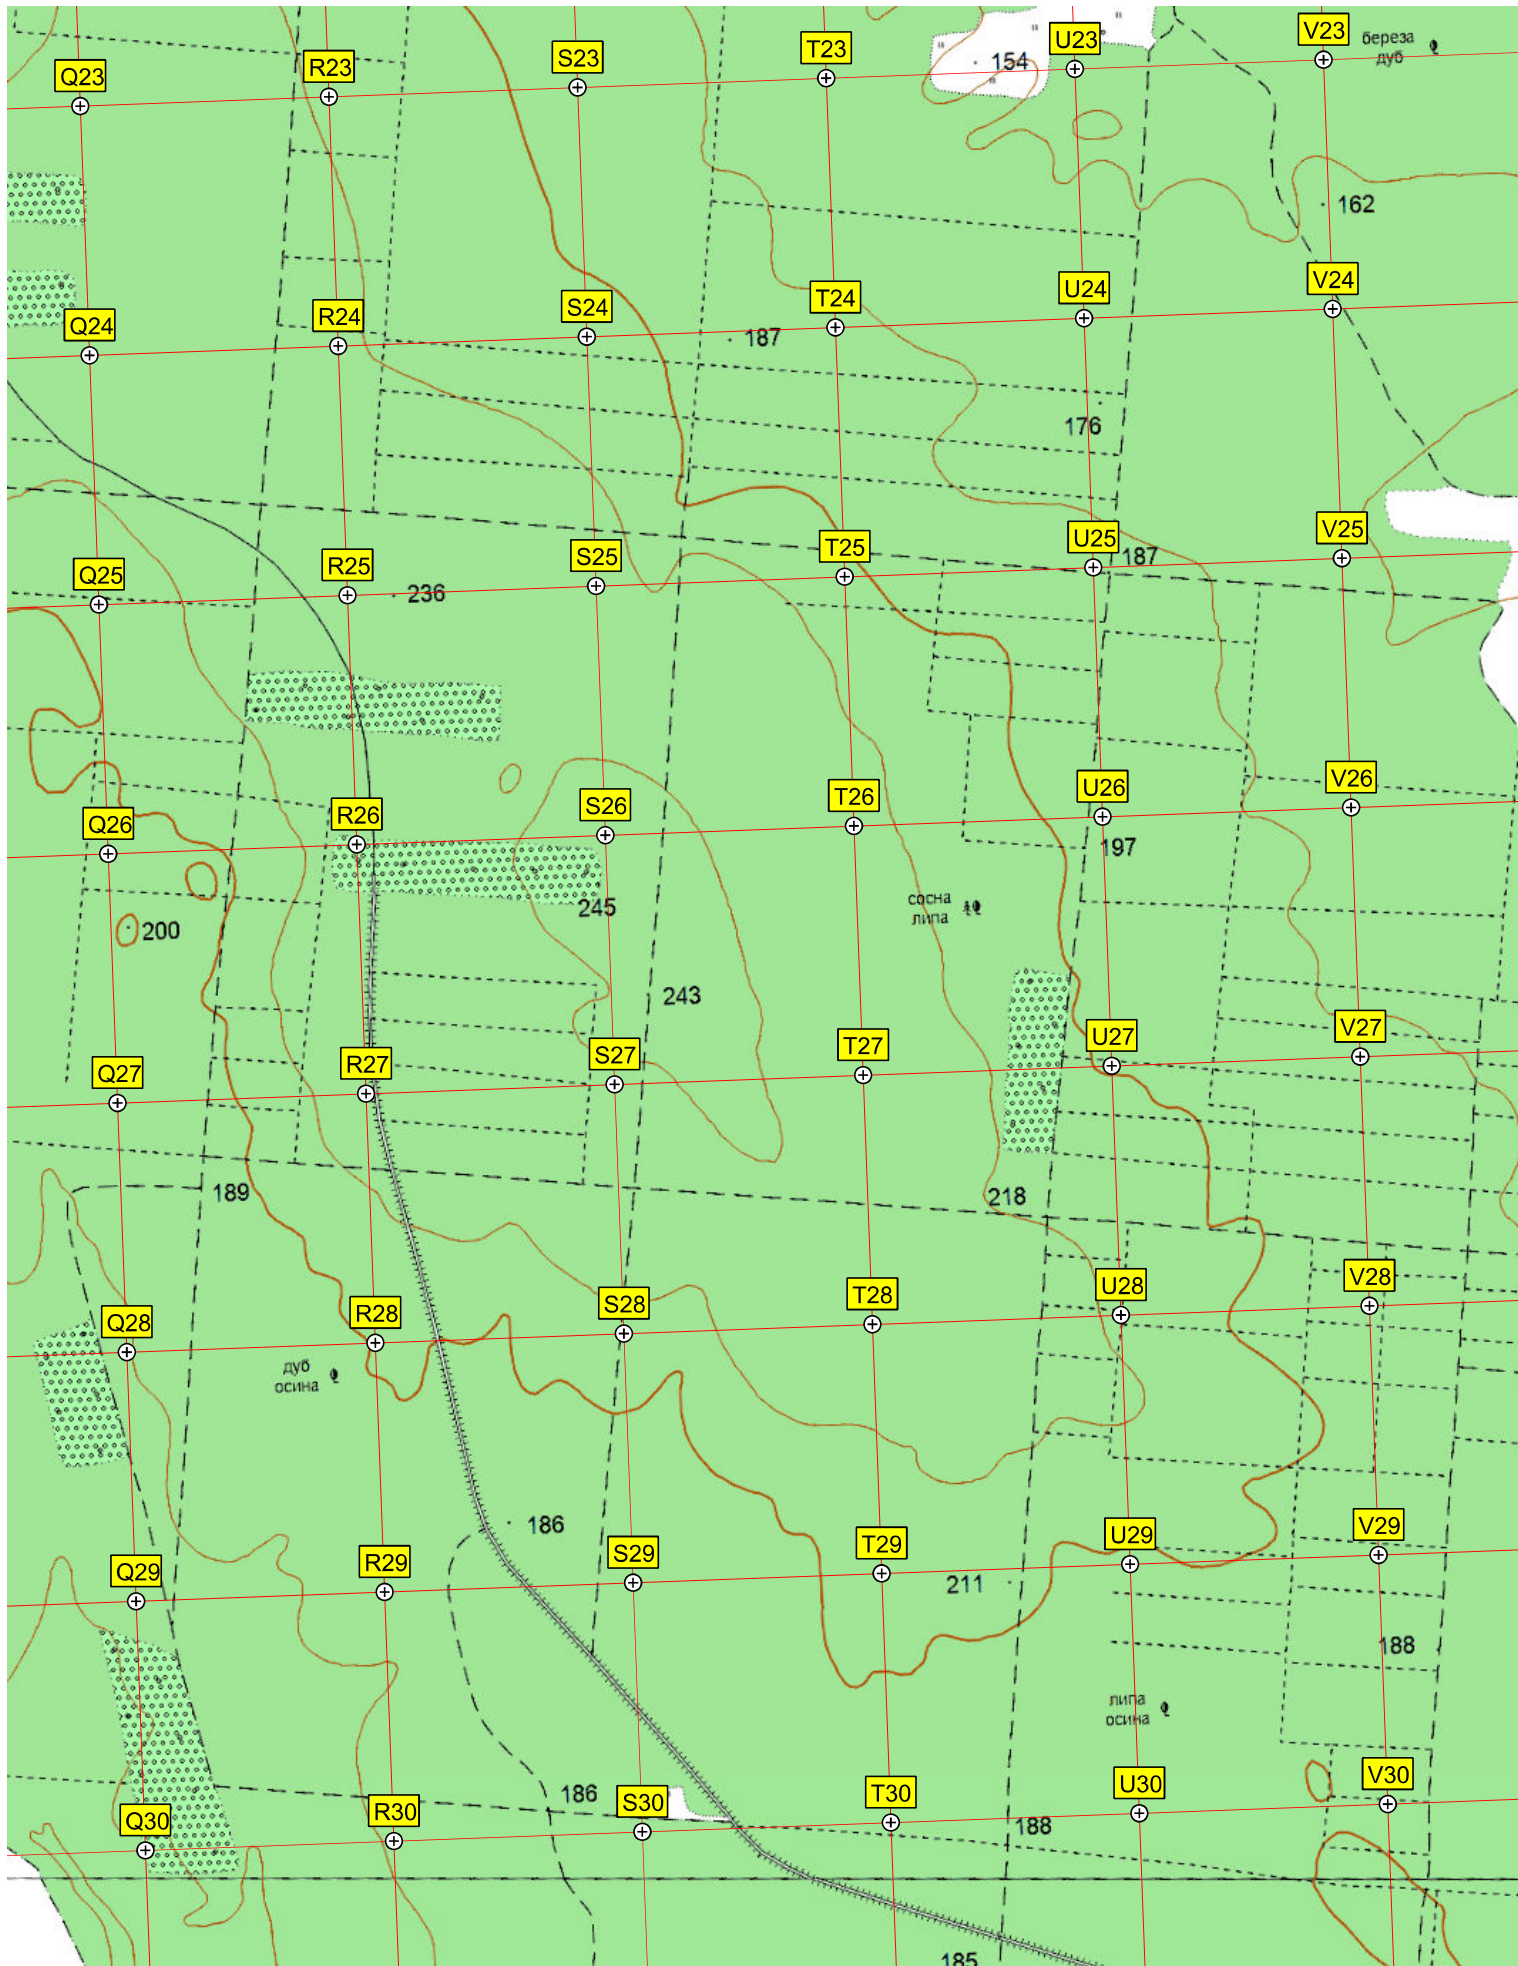 V23
U23
береза
дуб
T23
S23
154
R23
Q23
162
V24
U24
T24
S24
R24
Q24
187
176
V25
U25
187
T25
S25
R25
Q25
236
V26
U26
T26
S26
R26
Q26
197
сосна
липа
245
200
243
V27
U27
T27
S27
R27
Q27
189
218
V28
U28
T28
S28
R28
Q28
дуб
осина
186
V29
U29
T29
S29
R29
Q29
211
188
липа
осина
V30
U30
T30
186
S30
R30
Q30
188
185